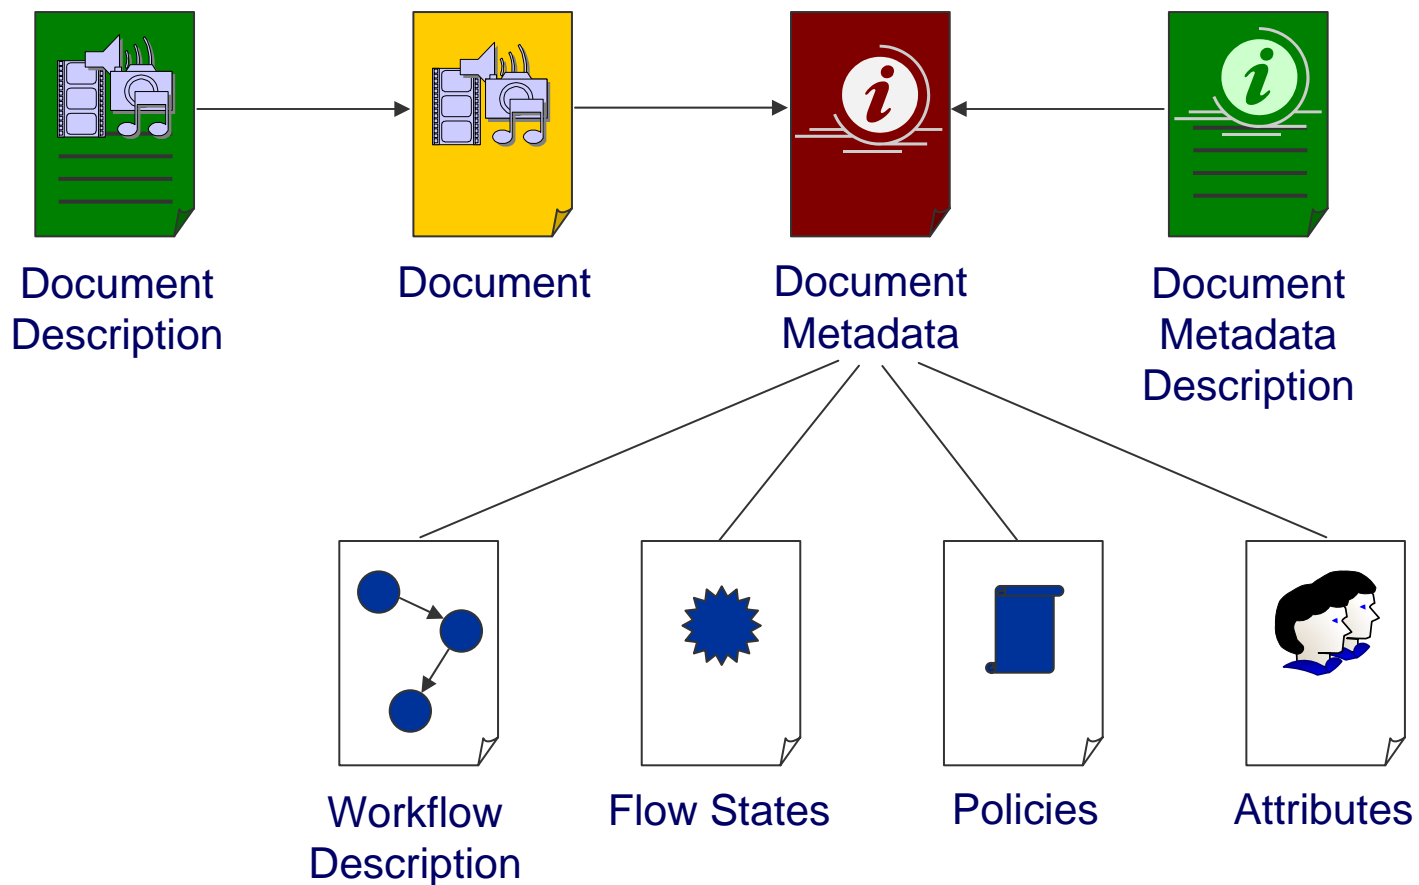 Document
Description
Document
Document
Metadata
Document
Metadata
Description
Workflow
Description
Flow States
Policies
Attributes